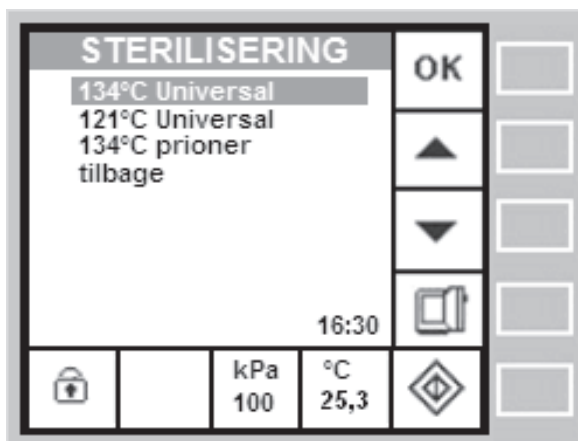 STERILISERING
OK
134°C Universal
121°C Universal
134°C prioner
tilbage
16:30
kPa
100
°C
25,3